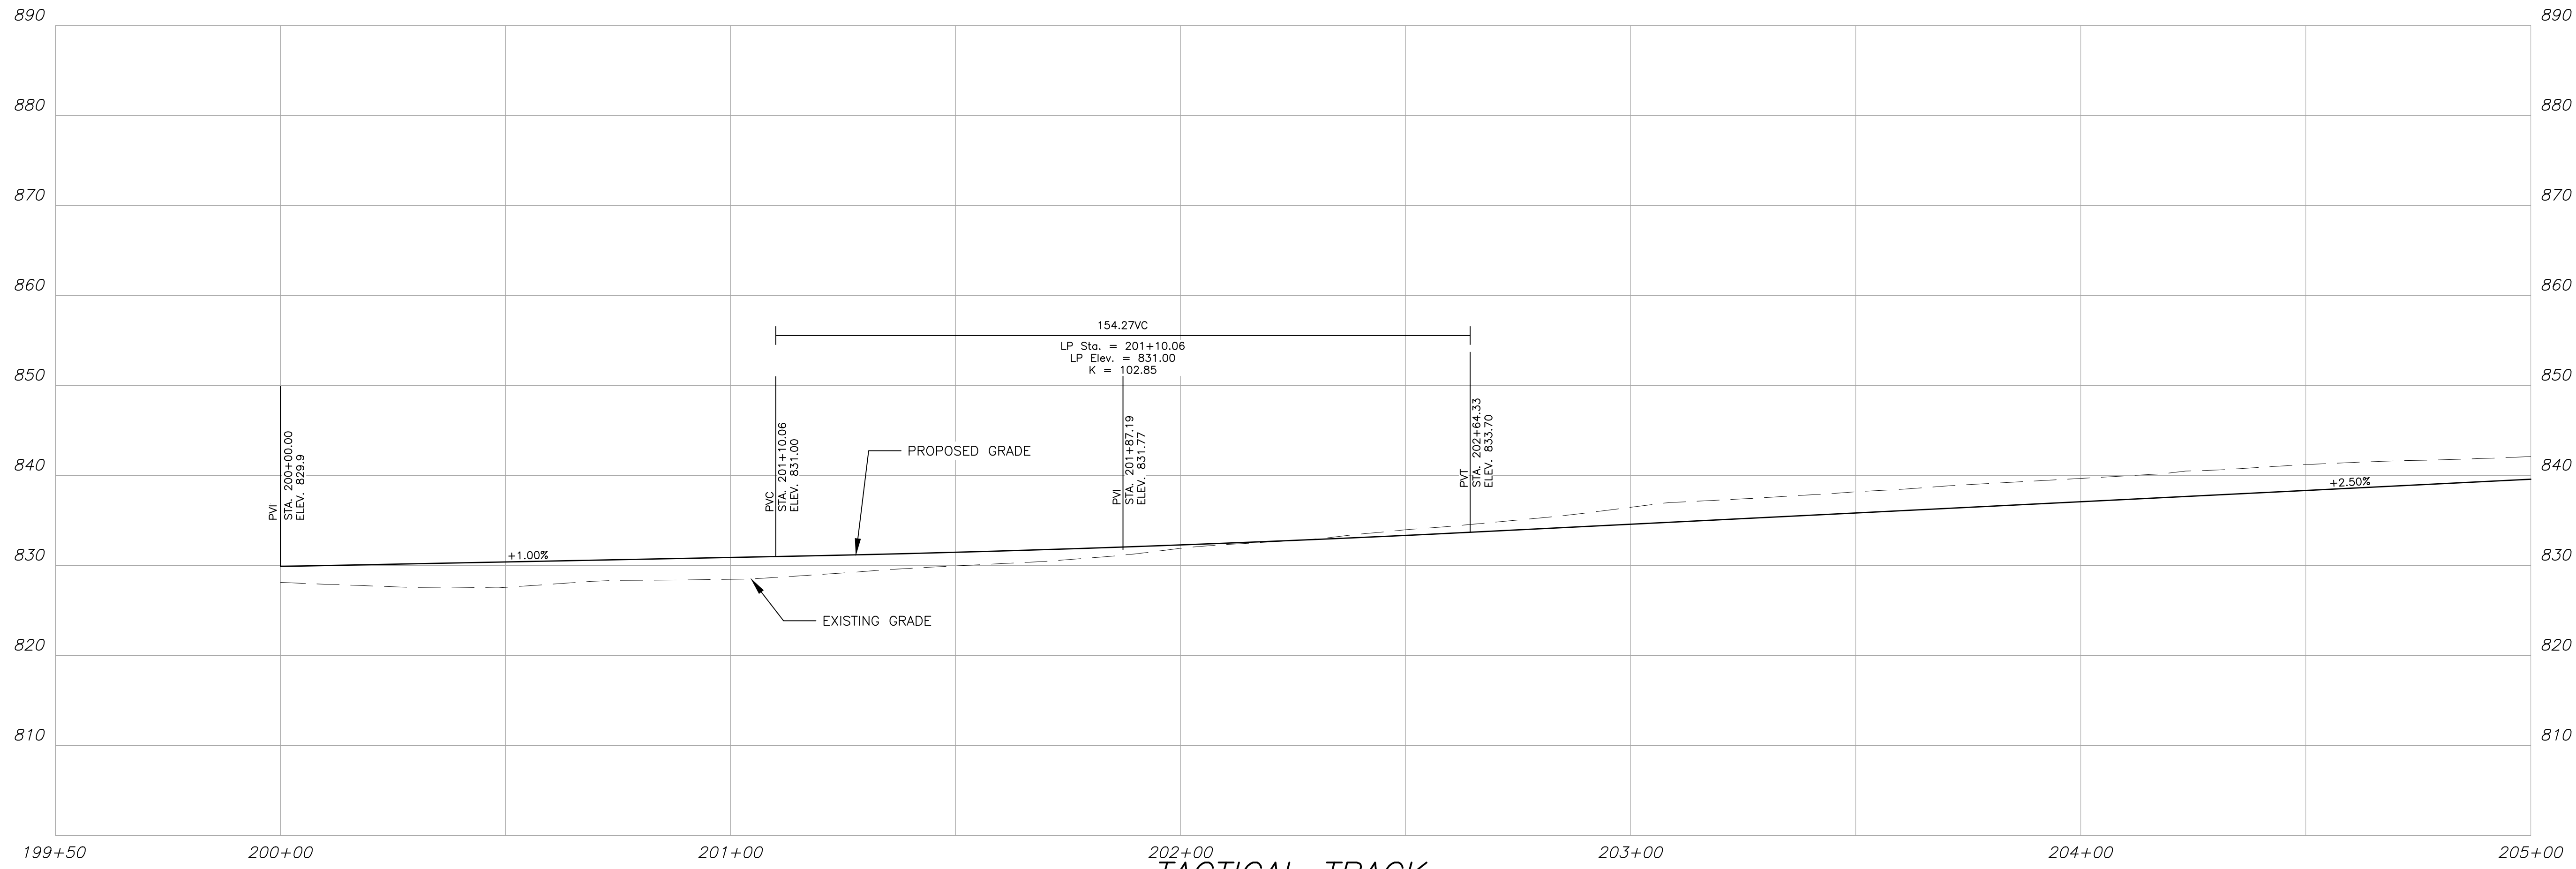 890
890
880
880
870
870
860
860
850
850
840
840
830
830
820
820
810
810
154.27VC
LP Sta. = 201+10.06
LP Elev. = 831.00
K = 102.85
PVI
STA. 200+00.00
ELEV. 829.9
PVC
STA. 201+10.06
ELEV. 831.00
PVI
STA. 201+87.19
ELEV. 831.77
PVT
STA. 202+64.33
ELEV. 833.70
PROPOSED GRADE
+1.00%
+2.50%
EXISTING GRADE
199+50
200+00
201+00
202+00
203+00
204+00
205+00
TACTICAL TRACK